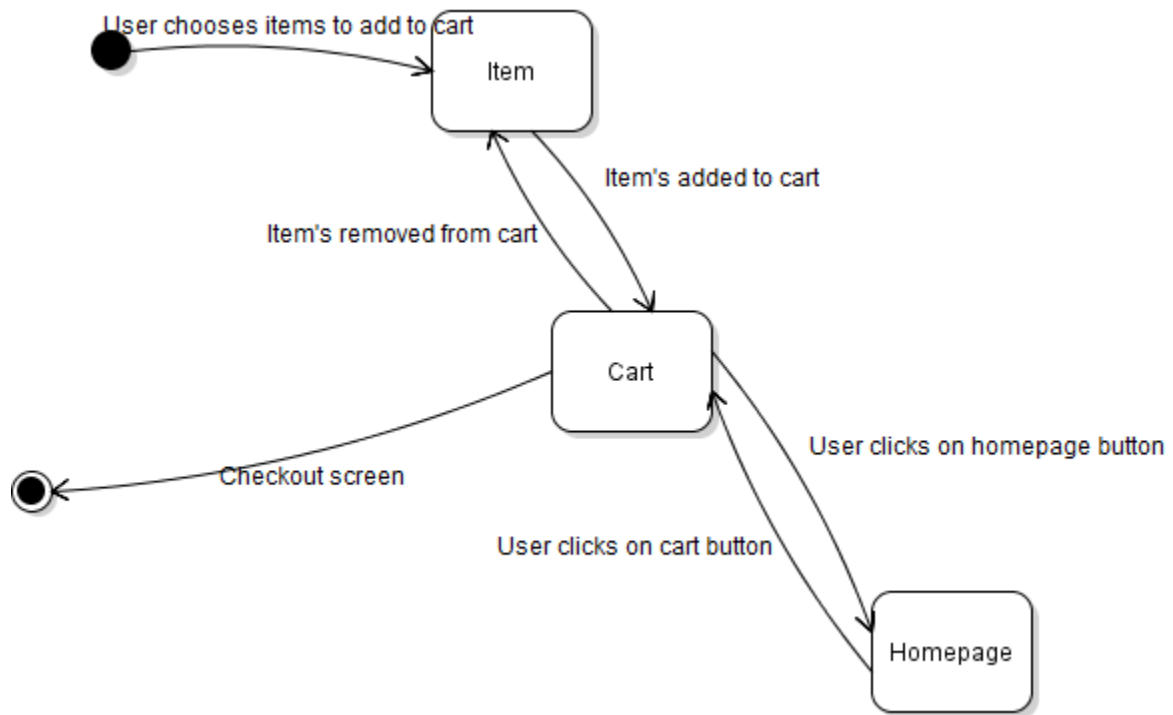 User chooses items to add to cart
Item
Item's added to cart
Item's removed from cart
Cart
User clicks on homepage button
Checkout screen
User clicks on cart button
Homepage